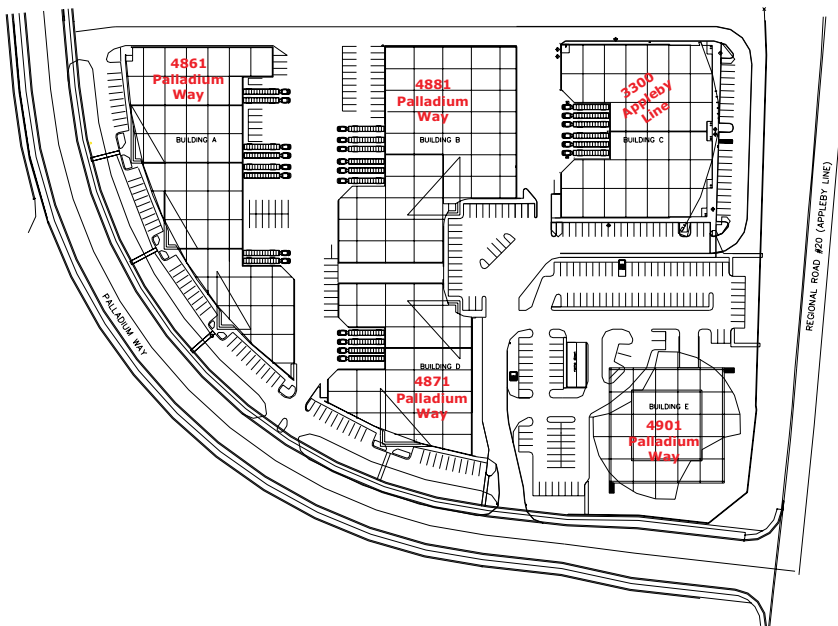 4861
Palladium
Way
BUILDING A
4881
Palladium
Way
BUILDING B
3300
Appleby
Line
BUILDING C
REGIONAL ROAD #20 (APPLEBY LINE)
PALLADIUM WAY
BUILDING D
4871
Palladium
Way
BUILDING E
4901
Palladium
Way